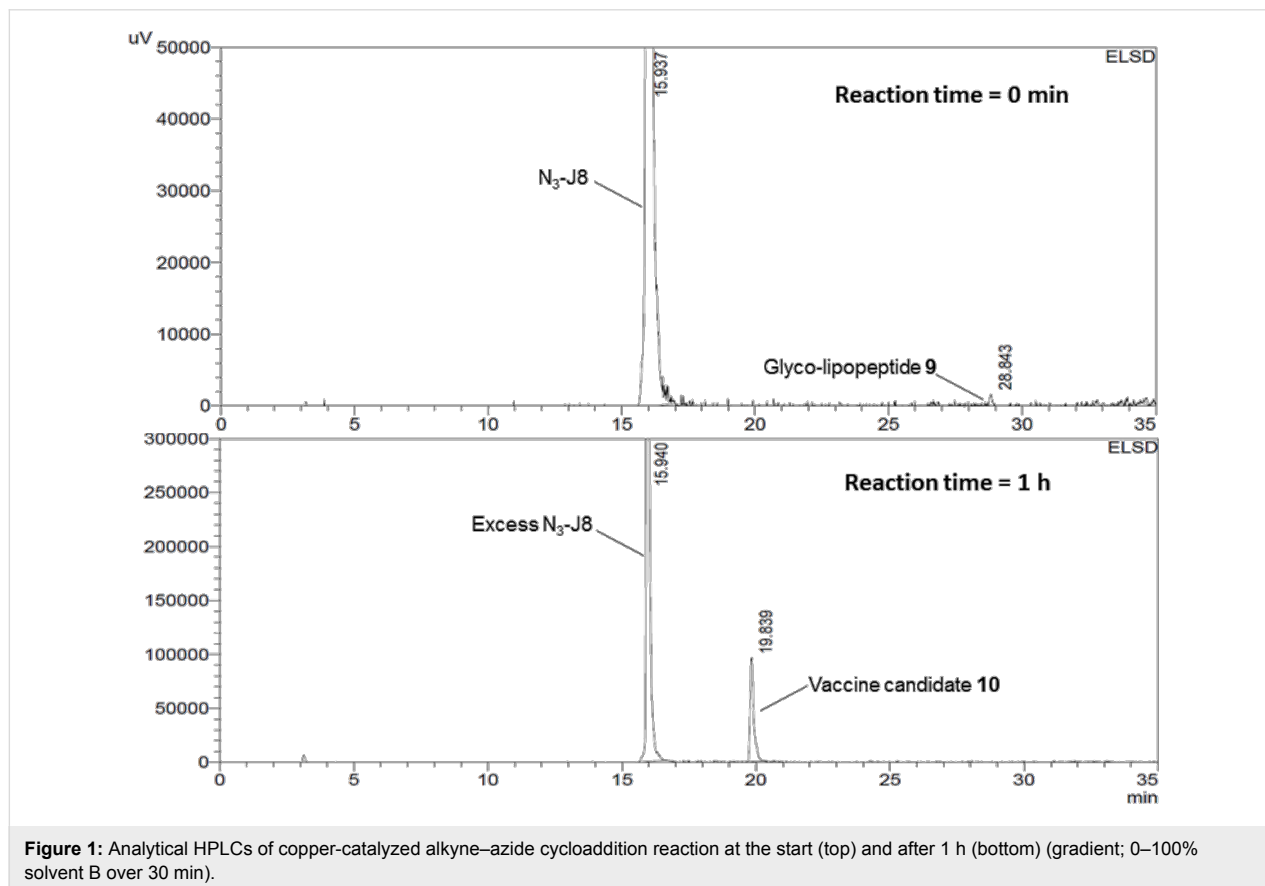 uV
50000
ELSD
15.937
Reaction time = 0 min
40000
N₃-J8
30000
20000
10000
Glyco-lipopeptide 9
28.843
0
0 5 10 15 20 25 30 35
300000
ELSD
15.940
Reaction time = 1 h
250000
Excess N₃-J8
200000
150000
19.839
100000
Vaccine candidate 10
50000
0
0 5 10 15 20 25 30 35
min
Figure 1: Analytical HPLCs of copper-catalyzed alkyne–azide cycloaddition reaction at the start (top) and after 1 h (bottom) (gradient; 0–100%
solvent B over 30 min).